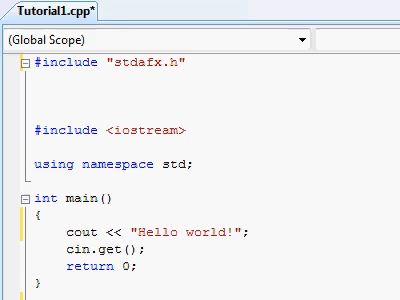 Tutorial1.cpp*
(Global Scope)
#include "stdafx.h"
#include <iostream>
using namespace std;
int main()
{
cout << "Hello world!";
cin.get();
return 0;
}